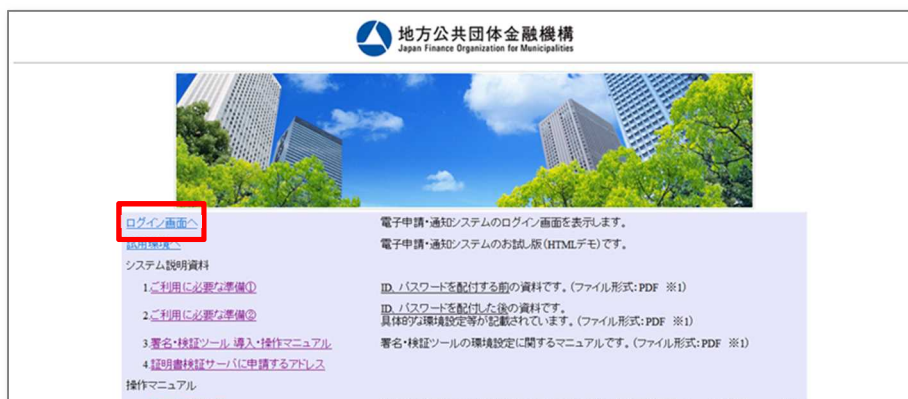 地方公共団体金融機構
Japan Finance Organization for Municipalities
ログイン画面へ 電子申請・通知システムのログイン画面を表示します。
試用環境へ 電子申請・通知システムのお試し版(HTMLデモ)です。
システム説明資料
1.ご利用に必要な準備① ID、パスワードを配付する前の資料です。(ファイル形式:PDF ※1)
2.ご利用に必要な準備② ID、パスワードを配付した後の資料です。
具体的な環境設定等が記載されています。(ファイル形式:PDF ※1)
3.署名・検証ツール 導入・操作マニュアル 署名・検証ツールの環境設定に関するマニュアルです。(ファイル形式:PDF ※1)
4.証明書検証サーバに申請するアドレス
操作マニュアル